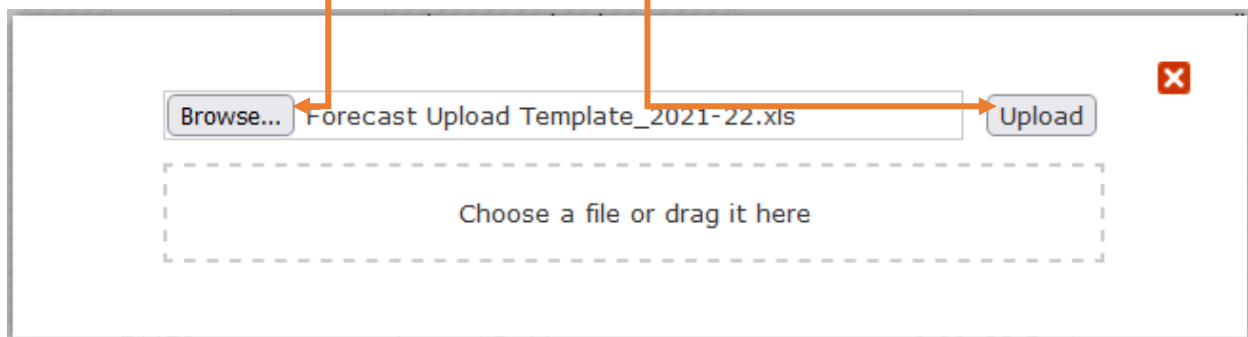 Browse... Forecast Upload Template_2021-22.xls Upload
Choose a file or drag it here